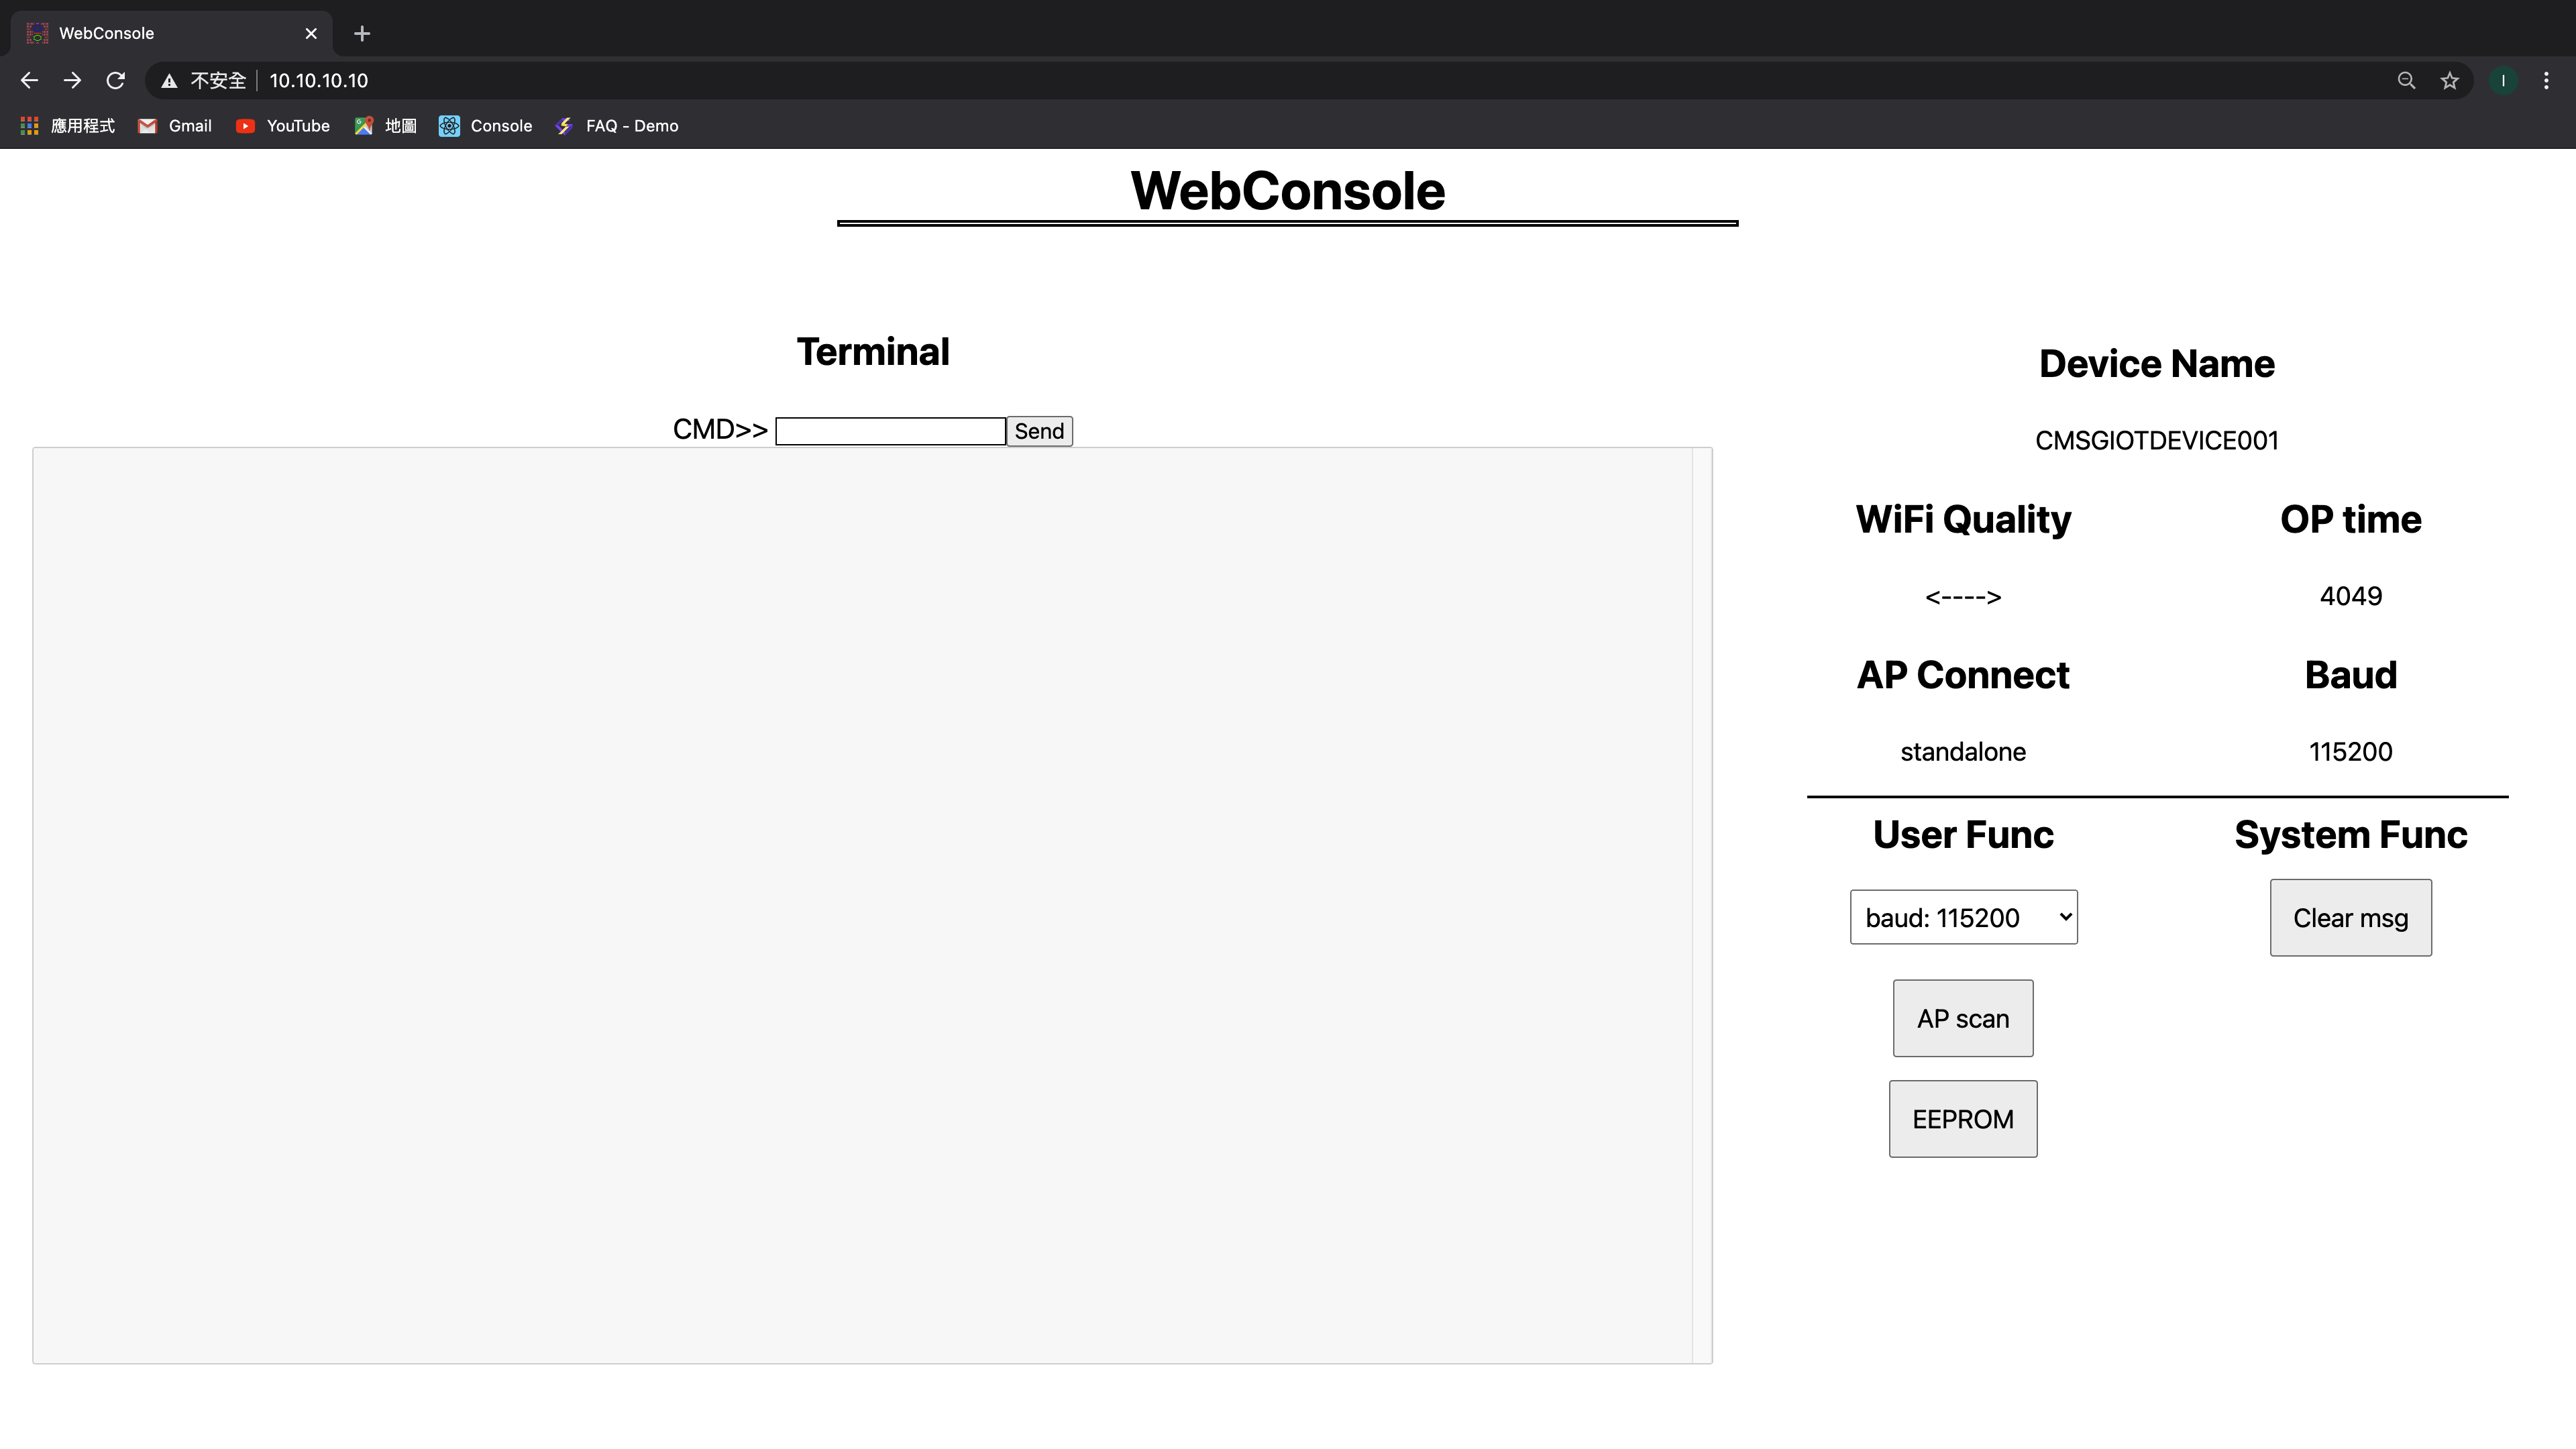 WebConsole
不安全 10.10.10.10 I
應用程式 Gmail YouTube 地圖 Console FAQ - Demo
WebConsole
Terminal
CMD>> Send
Device Name
CMSGIOTDEVICE001
WiFi Quality OP time
<----> 4049
AP Connect Baud
standalone 115200
User Func System Func
baud: 115200 Clear msg
AP scan
EEPROM